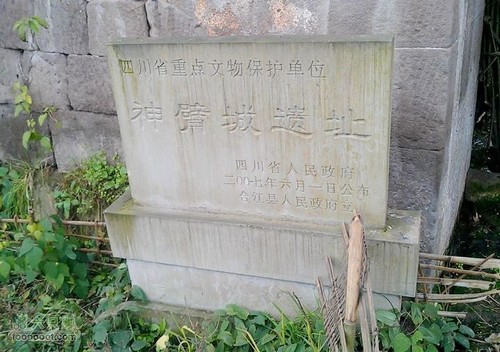 四川省重点文物保护单位
神臂城遗址
四川省人民政府
二00七年六月一日公布
合江县人民政府立